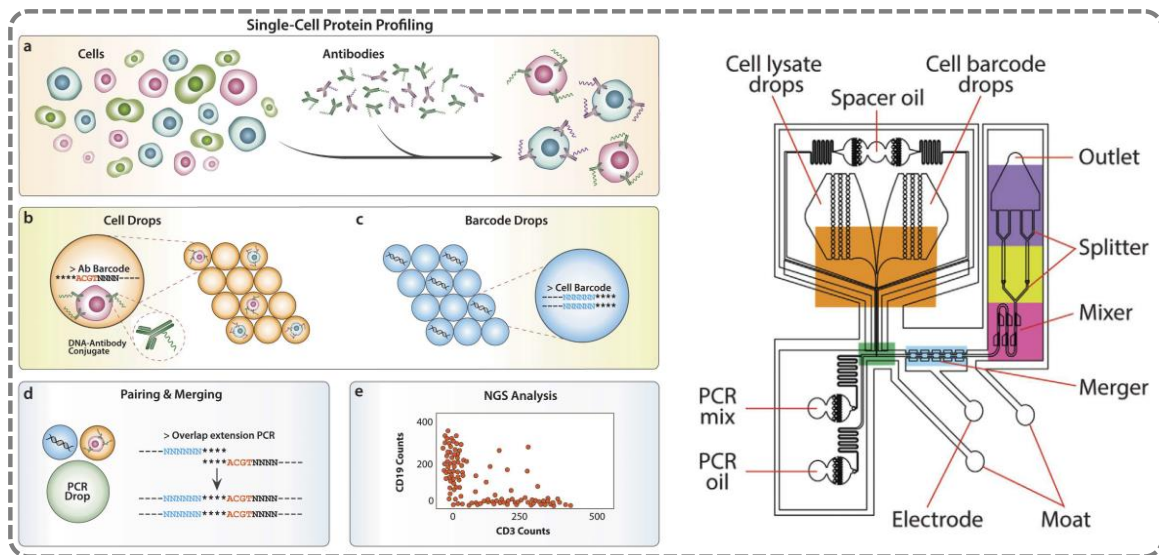 Single-Cell Protein Profiling
a
Cells
Antibodies
b
Cell Drops
> Ab Barcode
****ACGTNNNN-----
DNA-Antibody
Conjugate
c
Barcode Drops
> Cell Barcode
----NNNNNN****
----NNNNNN****
d
Pairing & Merging
PCR
Drop
> Overlap extension PCR
----NNNNNN****
****ACGTNNNN----
----NNNNNN****ACGTNNNN----
----NNNNNN****ACGTNNNN----
e
NGS Analysis
CD19 Counts
400
200
0
0
250
500
CD3 Counts
Cell lysate
drops
Spacer oil
Cell barcode
drops
Outlet
Splitter
Mixer
Merger
PCR
mix
PCR
oil
Electrode
Moat